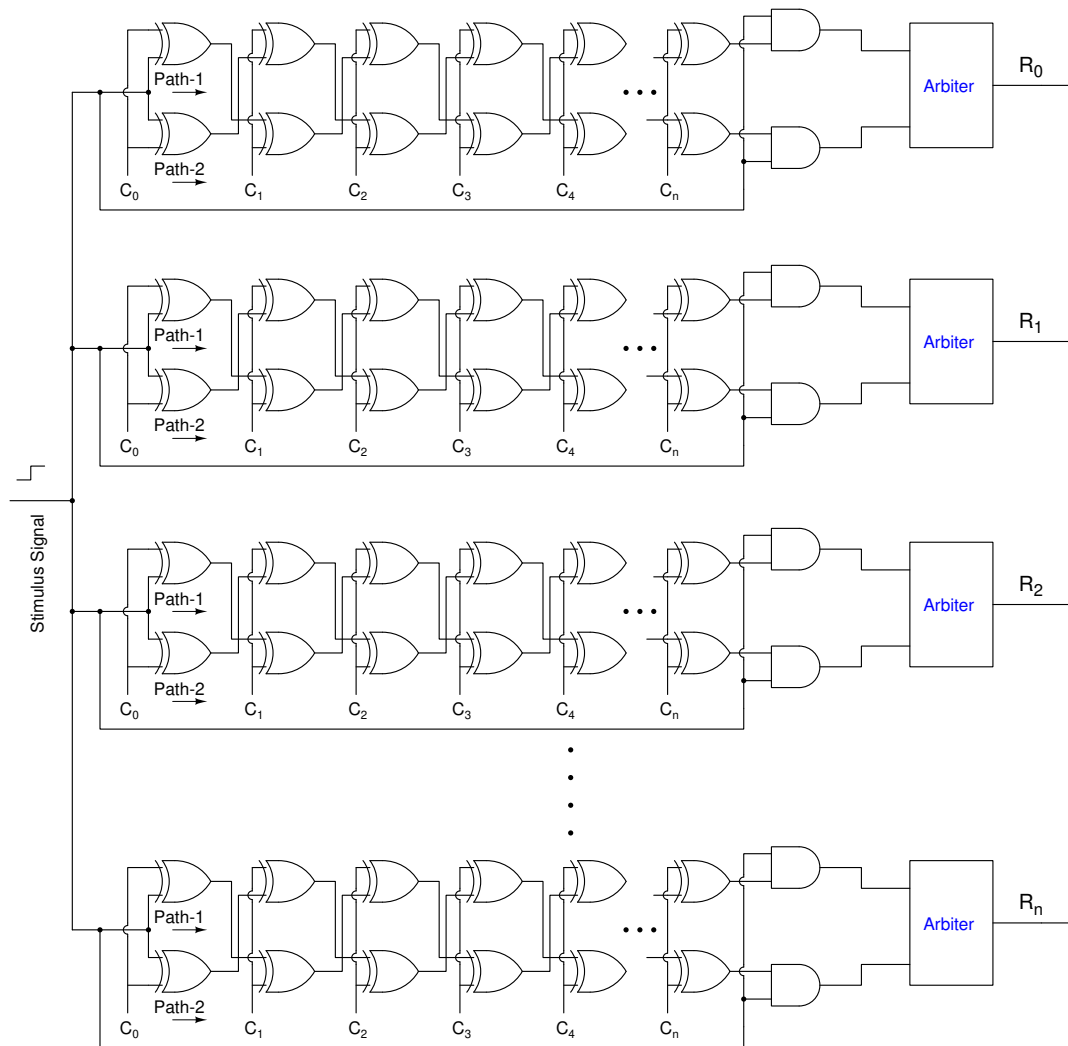 Path-1
Arbiter
R0
Path-2
C0 C1 C2 C3 C4 Cn
Path-1
Arbiter
R1
Path-2
C0 C1 C2 C3 C4 Cn
Stimulus Signal
Path-1
Arbiter
R2
Path-2
C0 C1 C2 C3 C4 Cn
Path-1
Arbiter
Rn
Path-2
C0 C1 C2 C3 C4 Cn